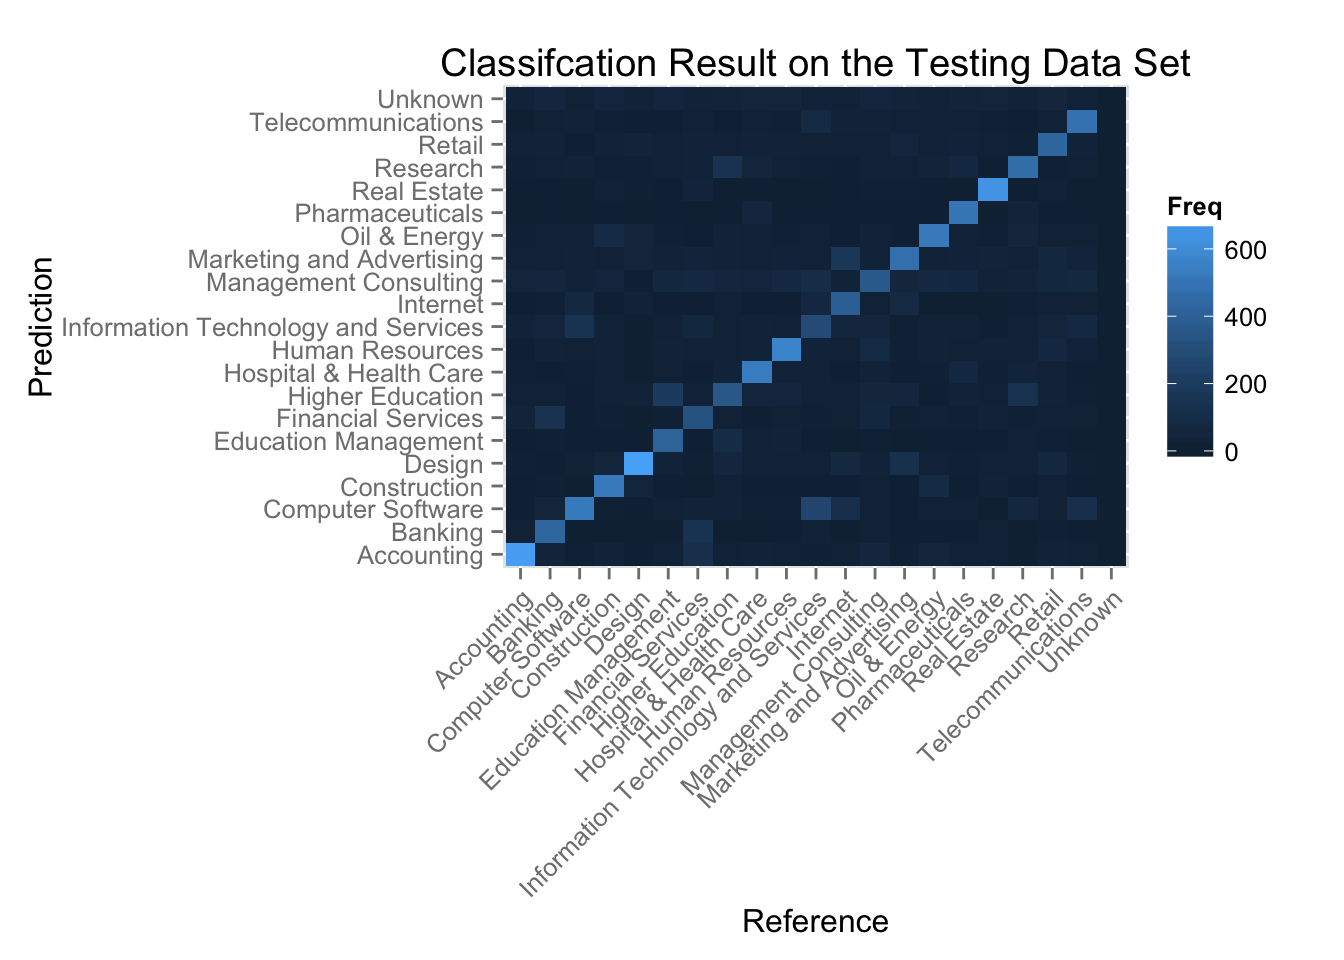 Classifcation Result on the Testing Data Set
Prediction
Unknown
Telecommunications
Retail
Research
Real Estate
Pharmaceuticals
Oil & Energy
Marketing and Advertising
Management Consulting
Internet
Information Technology and Services
Human Resources
Hospital & Health Care
Higher Education
Financial Services
Education Management
Design
Construction
Computer Software
Banking
Accounting
Accounting
Banking
Computer Software
Construction
Design
Education Management
Financial Services
Higher Education
Hospital & Health Care
Human Resources
Information Technology and Services
Internet
Management Consulting
Marketing and Advertising
Oil & Energy
Pharmaceuticals
Real Estate
Research
Retail
Telecommunications
Unknown
Reference
Freq
600
400
200
0